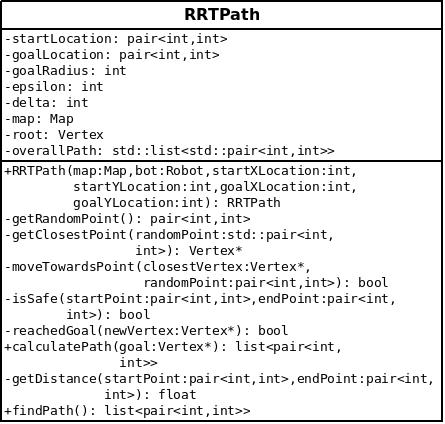 RRTPath
-startLocation: pair<int,int>
-goalLocation: pair<int,int>
-goalRadius: int
-epsilon: int
-delta: int
-map: Map
-root: Vertex
-overallPath: std::list<std::pair<int,int>>
+RRTPath(map:Map,bot:Robot,startXLocation:int,
startYLocation:int,goalXLocation:int,
goalYLocation:int): RRTPath
-getRandomPoint(): pair<int,int>
-getClosestPoint(randomPoint:std::pair<int,
int>): Vertex*
-moveTowardsPoint(closestVertex:Vertex*,
randomPoint:pair<int,int>): bool
-isSafe(startPoint:pair<int,int>,endPoint:pair<int,
int>): bool
-reachedGoal(newVertex:Vertex*): bool
+calculatePath(goal:Vertex*): list<pair<int,
int>>
-getDistance(startPoint:pair<int,int>,endPoint:pair<int,
int>): float
+findPath(): list<pair<int,int>>